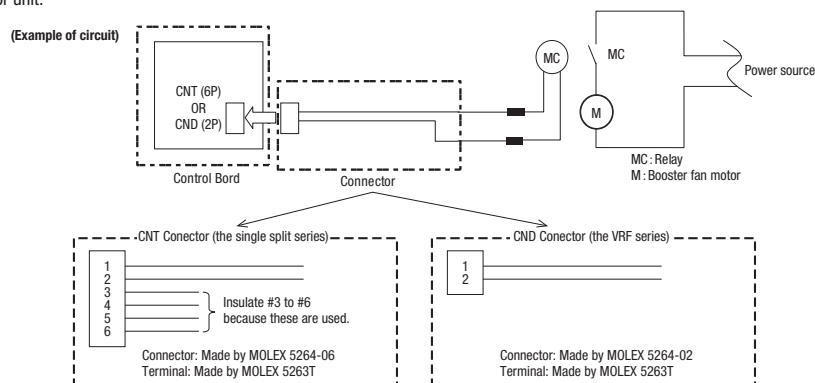 or unit.
(Example of circuit)
CNT (6P)
OR
CND (2P)
Control Bord
Connector
MC
MC
M
Power source
MC : Relay
M : Booster fan motor
CNT Conector (the single split series)
1
2
3
4
5
6
Insulate #3 to #6
because these are used.
Connector: Made by MOLEX 5264-06
Terminal: Made by MOLEX 5263T
CND Conector (the VRF series)
1
2
Connector: Made by MOLEX 5264-02
Terminal: Made by MOLEX 5263T